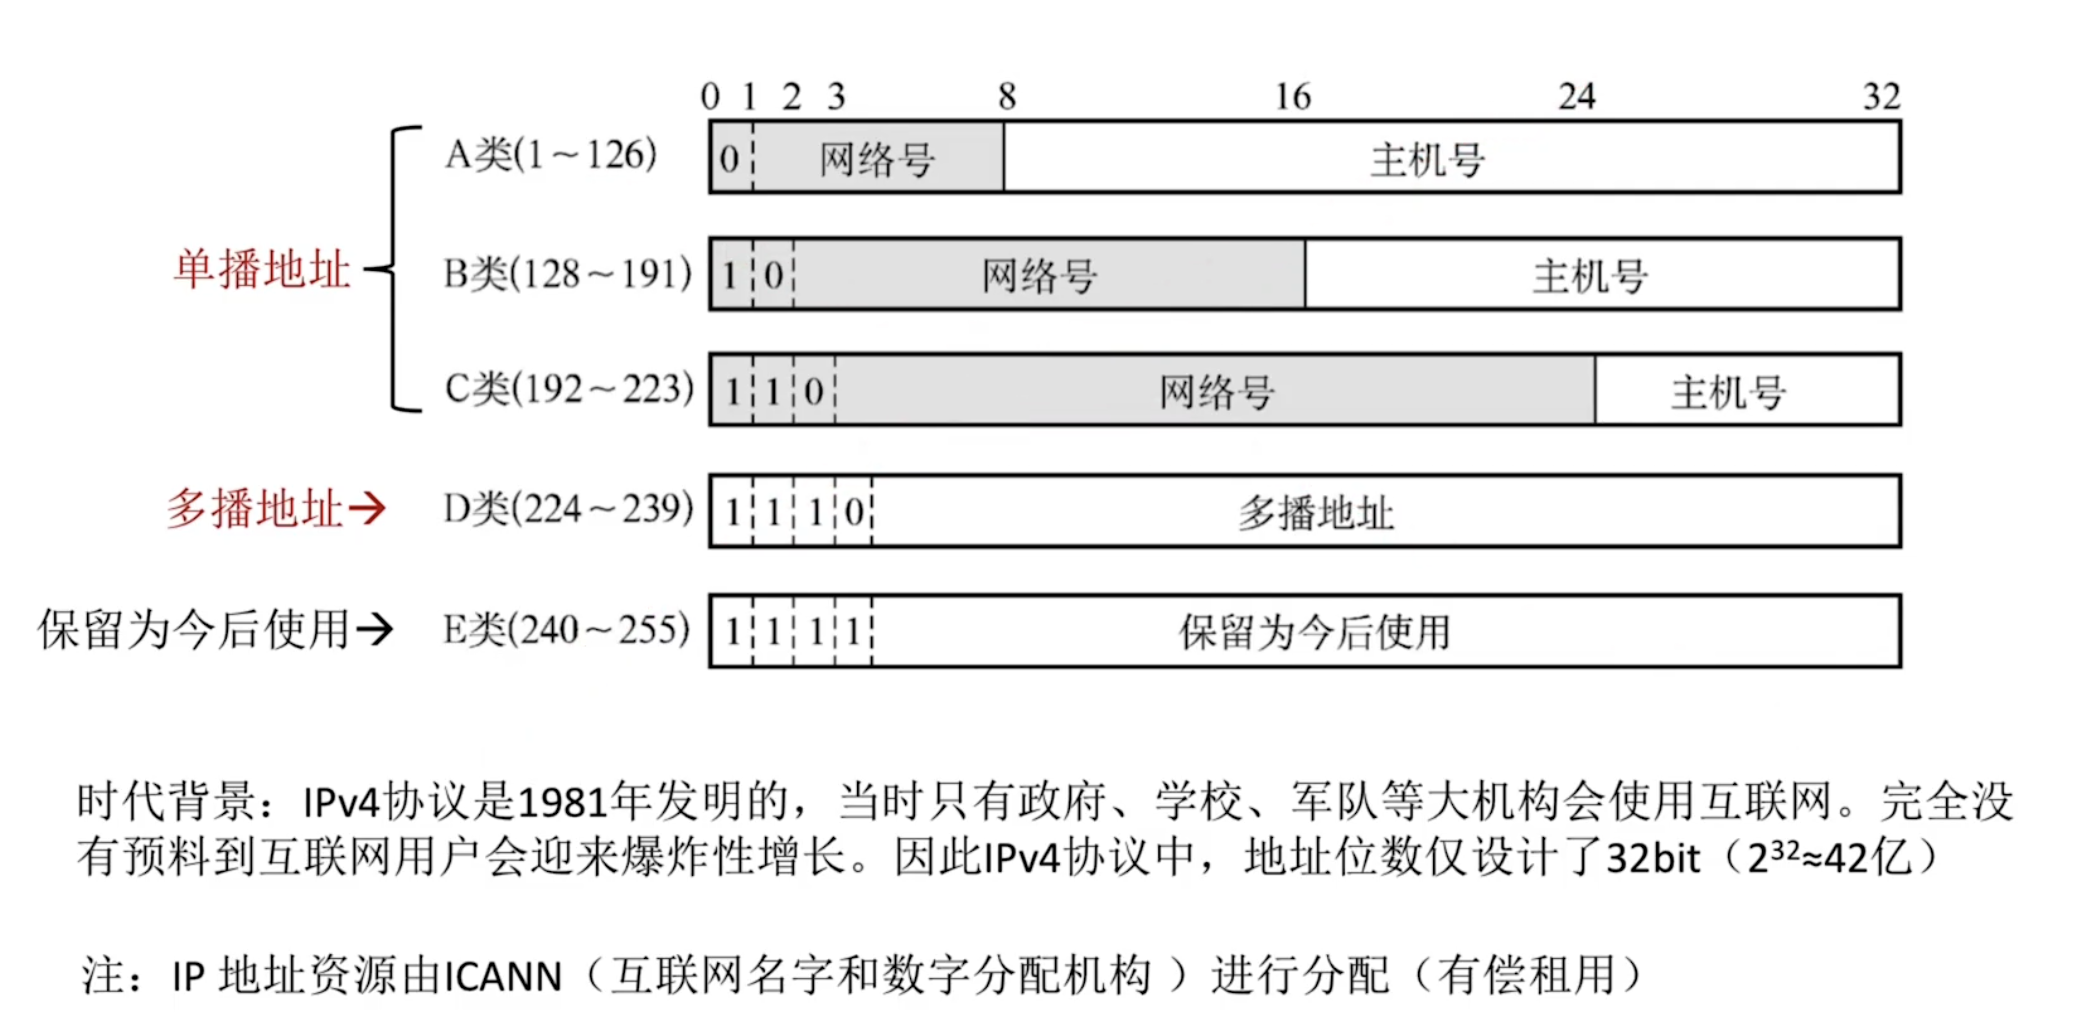 0 1 2 3 8 16 24 32
A类(1～126) 0 网络号 主机号
单播地址 B类(128～191) 1 0 网络号 主机号
C类(192～223) 1 1 0 网络号 主机号
多播地址→ D类(224～239) 1 1 1 0 多播地址
保留为今后使用→ E类(240～255) 1 1 1 1 保留为今后使用
时代背景：IPv4协议是1981年发明的，当时只有政府、学校、军队等大机构会使用互联网。完全没
有预料到互联网用户会迎来爆炸性增长。因此IPv4协议中，地址位数仅设计了32bit（2³²≈42亿）
注：IP 地址资源由ICANN（互联网名字和数字分配机构 ）进行分配（有偿租用）